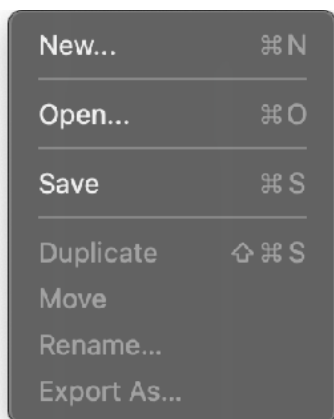 New... ⌘N
Open... ⌘O
Save ⌘S
Duplicate ⇧⌘S
Move
Rename...
Export As...